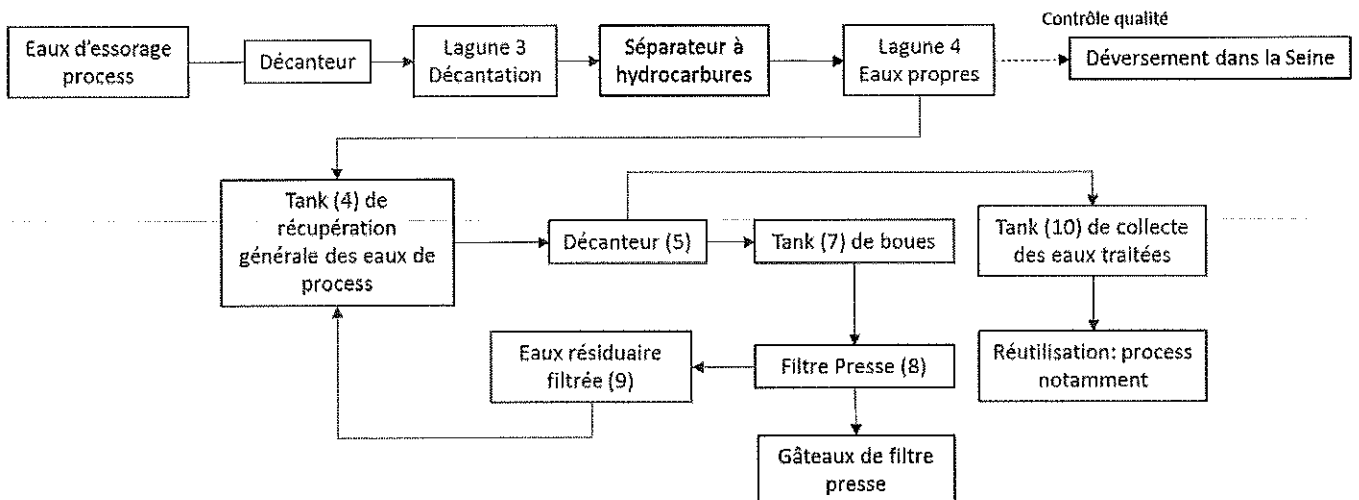 Contrôle qualité
Eaux d'essorage
process
Décanteur
Lagune 3
Décantation
Séparateur à
hydrocarbures
Lagune 4
Eaux propres
Déversement dans la Seine
Tank (4) de
récupération
générale des eaux de
process
Décanteur (5)
Tank (7) de boues
Tank (10) de collecte
des eaux traitées
Eaux résiduaire
filtrée (9)
Filtre Presse (8)
Réutilisation: process
notamment
Gâteaux de filtre
presse